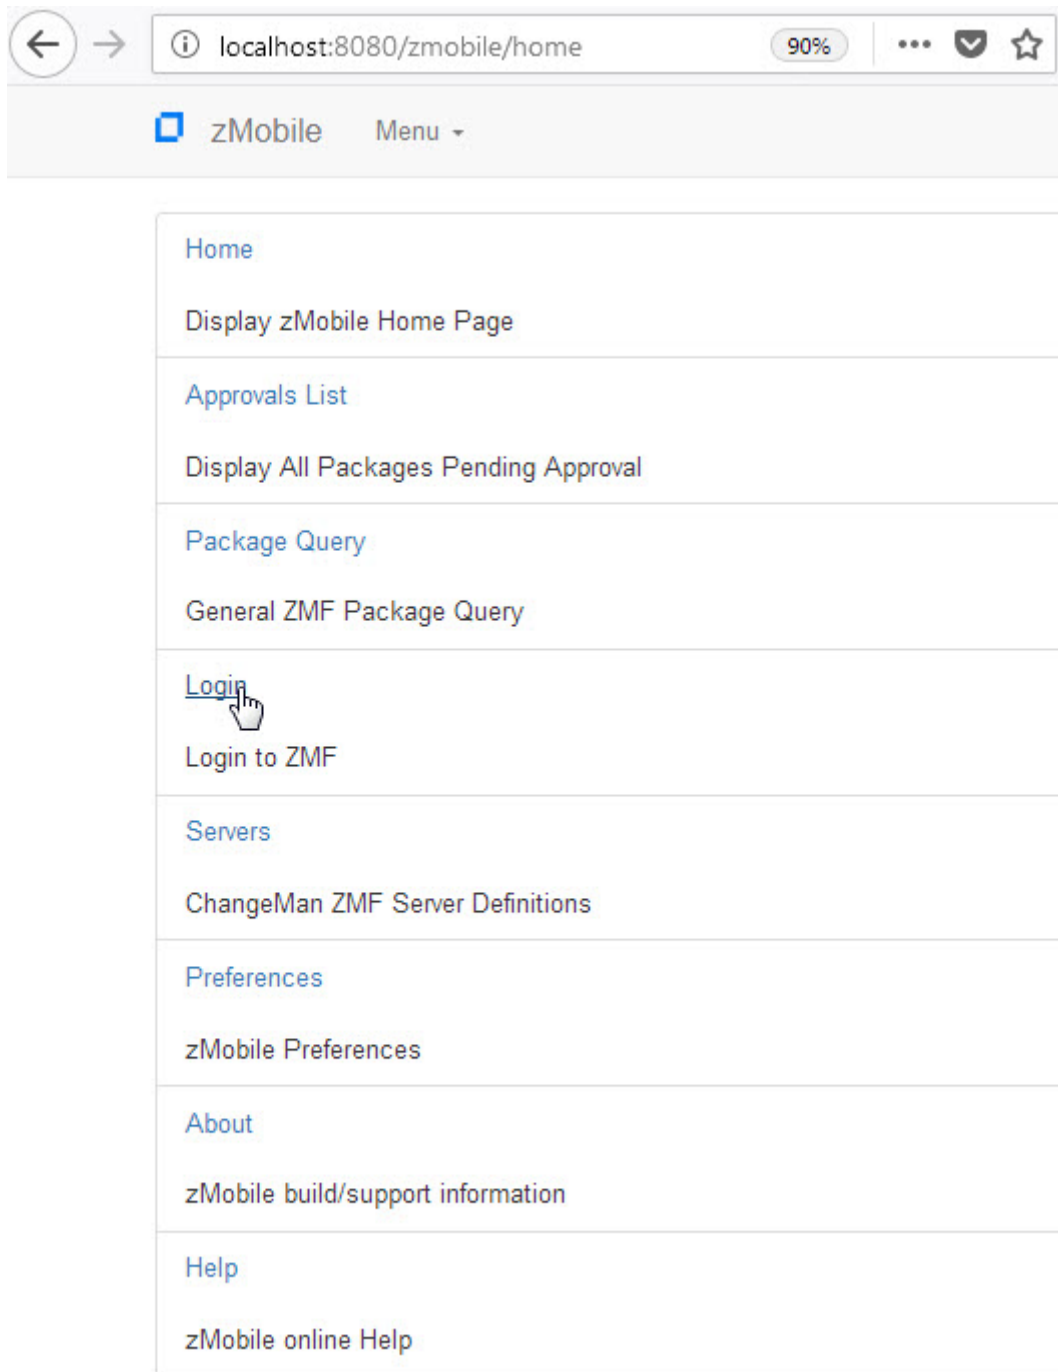 localhost:8080/zmobile/home 90%
zMobile Menu
Home
Display zMobile Home Page
Approvals List
Display All Packages Pending Approval
Package Query
General ZMF Package Query
Login
Login to ZMF
Servers
ChangeMan ZMF Server Definitions
Preferences
zMobile Preferences
About
zMobile build/support information
Help
zMobile online Help